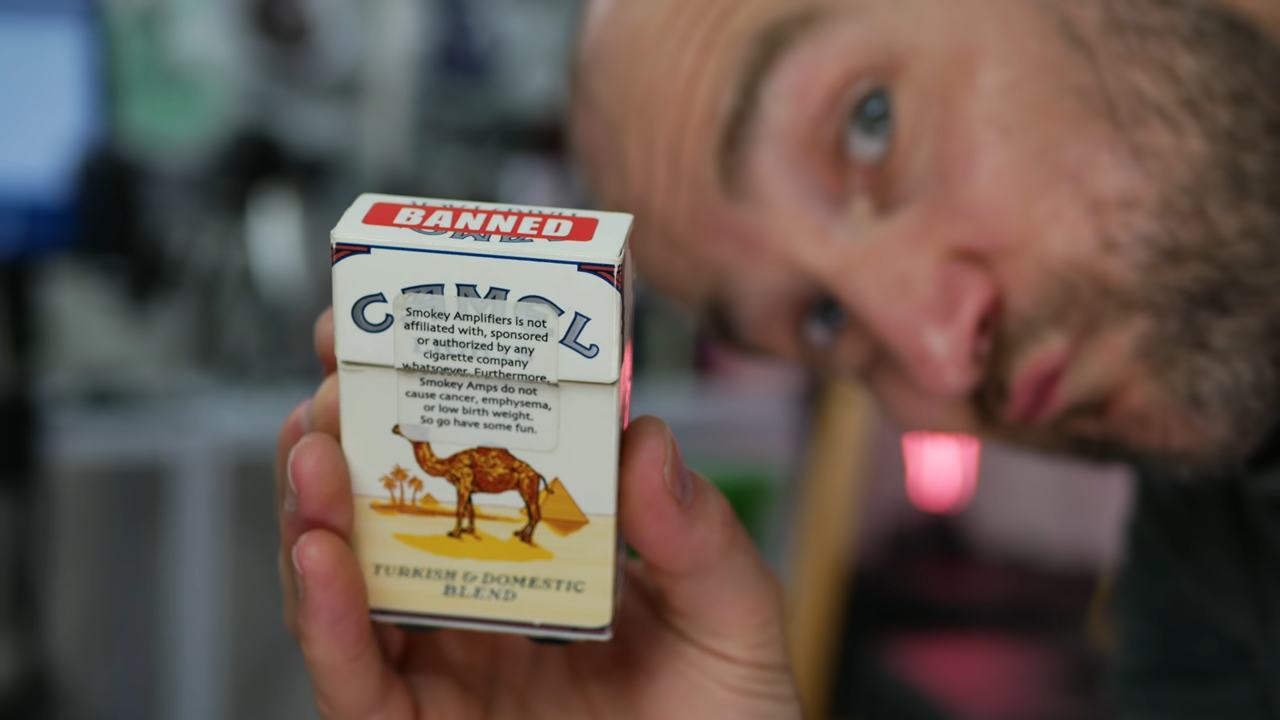 BANNED
CAMEL
Smokey Amplifiers is not
affiliated with, sponsored
or authorized by any
cigarette company
whatsoever. Furthermore,
Smokey Amps do not
cause cancer, emphysema,
or low birth weight.
So go have some fun.
TURKISH & DOMESTIC
BLEND